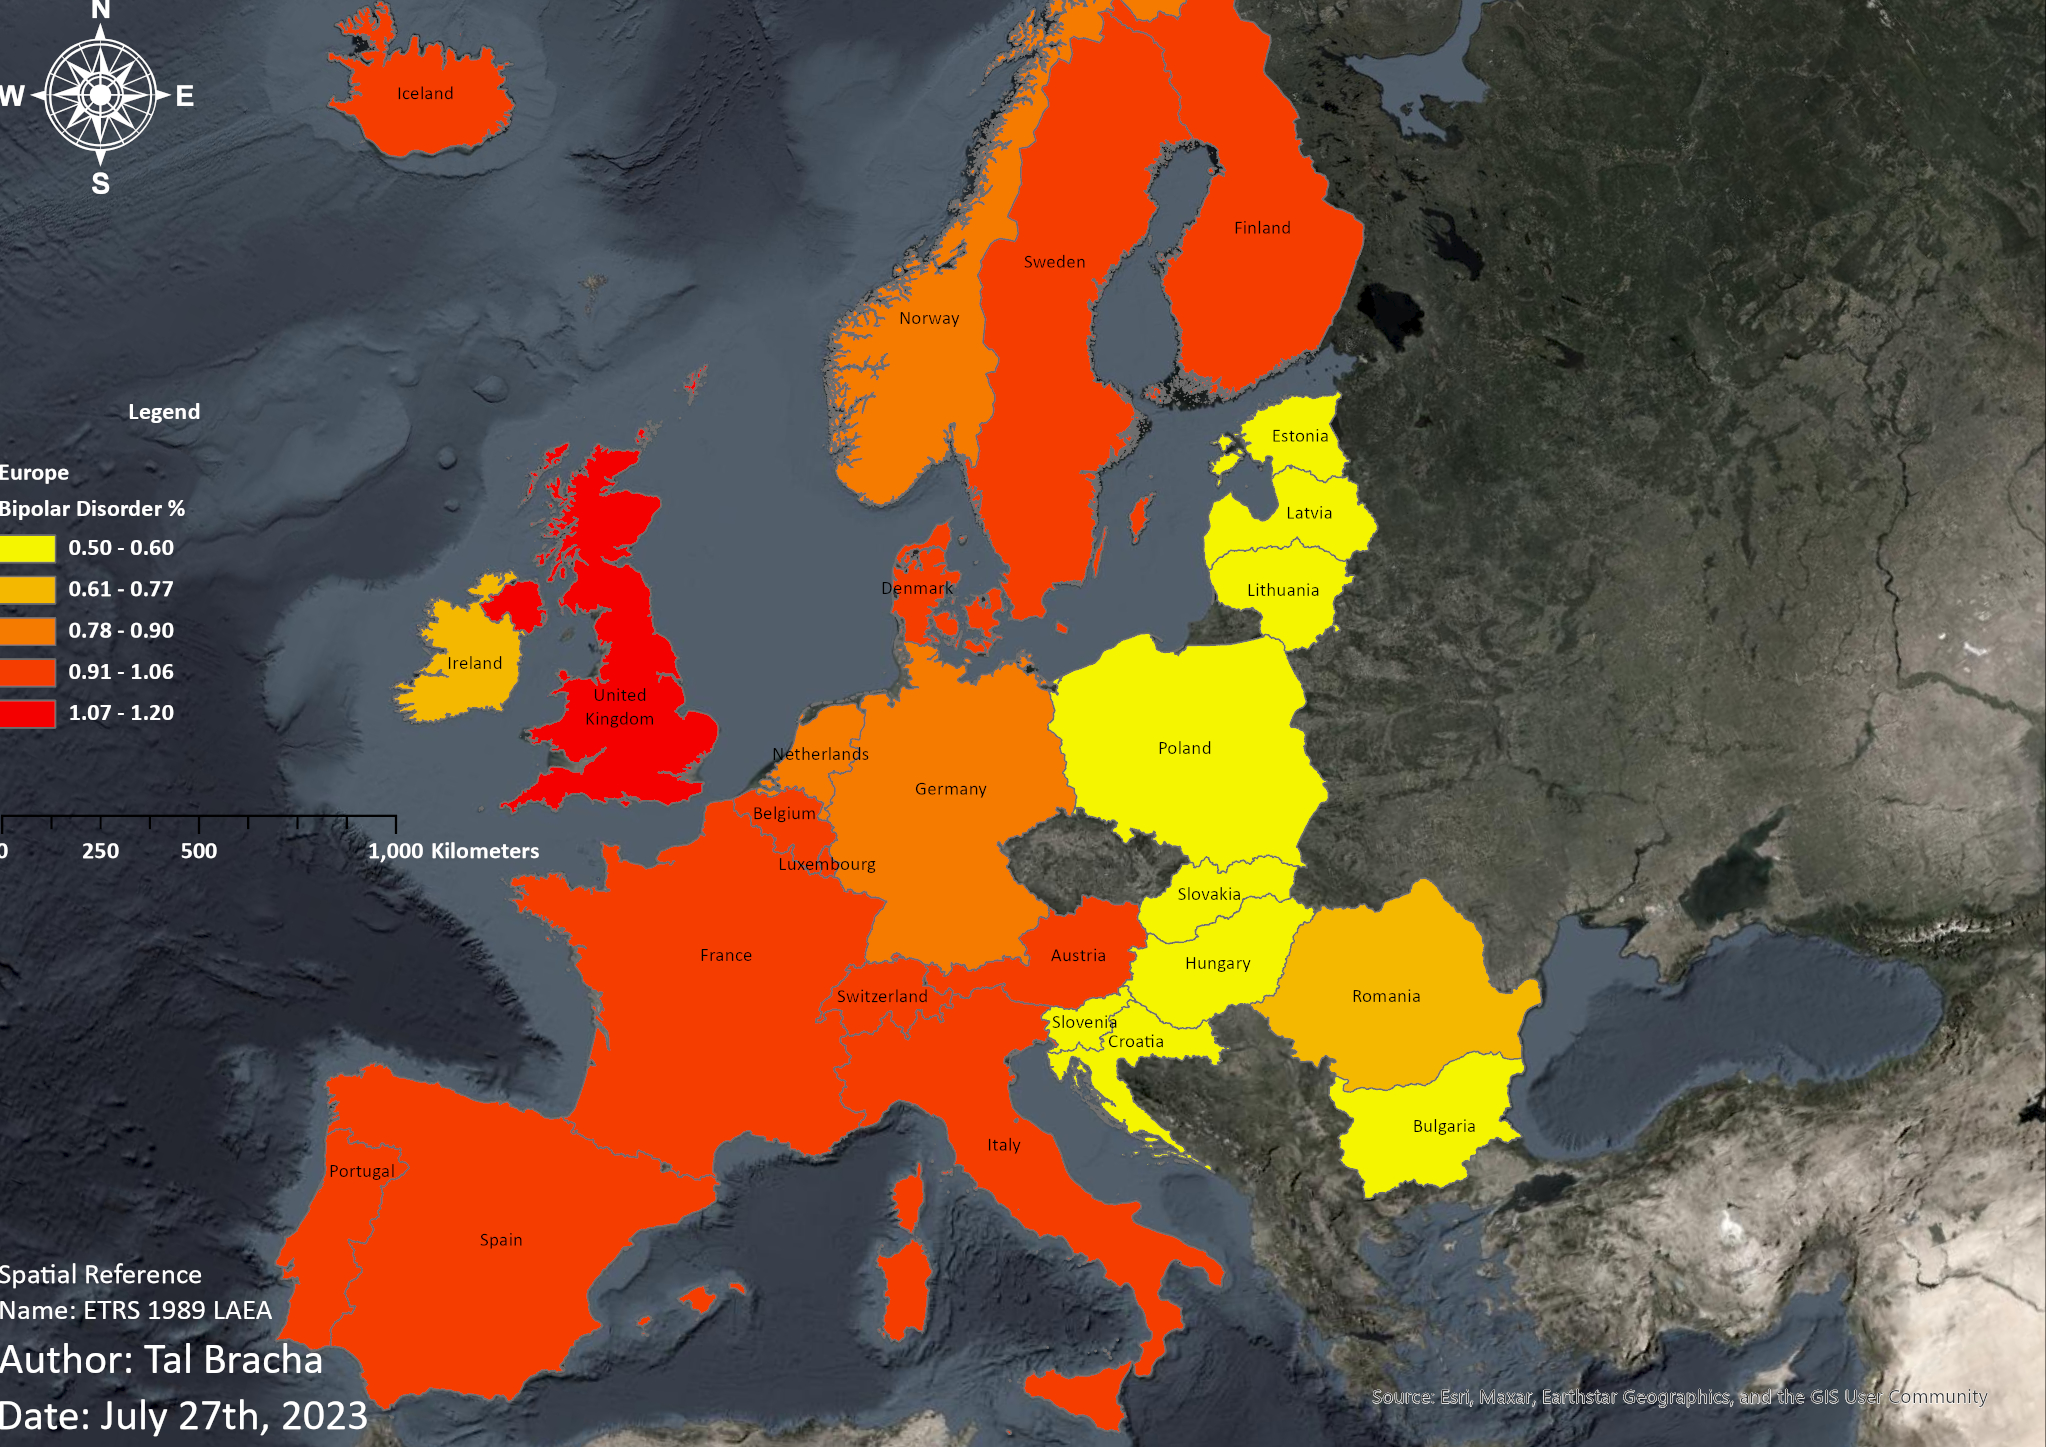 N
W
E
S
Iceland
Finland
Sweden
Norway
Legend
Europe
Bipolar Disorder %
0.50 - 0.60
0.61 - 0.77
0.78 - 0.90
0.91 - 1.06
1.07 - 1.20
Estonia
Latvia
Lithuania
Denmark
Ireland
United
Kingdom
Netherlands
Germany
Poland
Belgium
Luxembourg
0
250
500
1,000 Kilometers
Slovakia
France
Austria
Hungary
Switzerland
Romania
Slovenia
Croatia
Bulgaria
Italy
Portugal
Spain
Spatial Reference
Name: ETRS 1989 LAEA
Author: Tal Bracha
Date: July 27th, 2023
Source: Esri, Maxar, Earthstar Geographics, and the GIS User Community